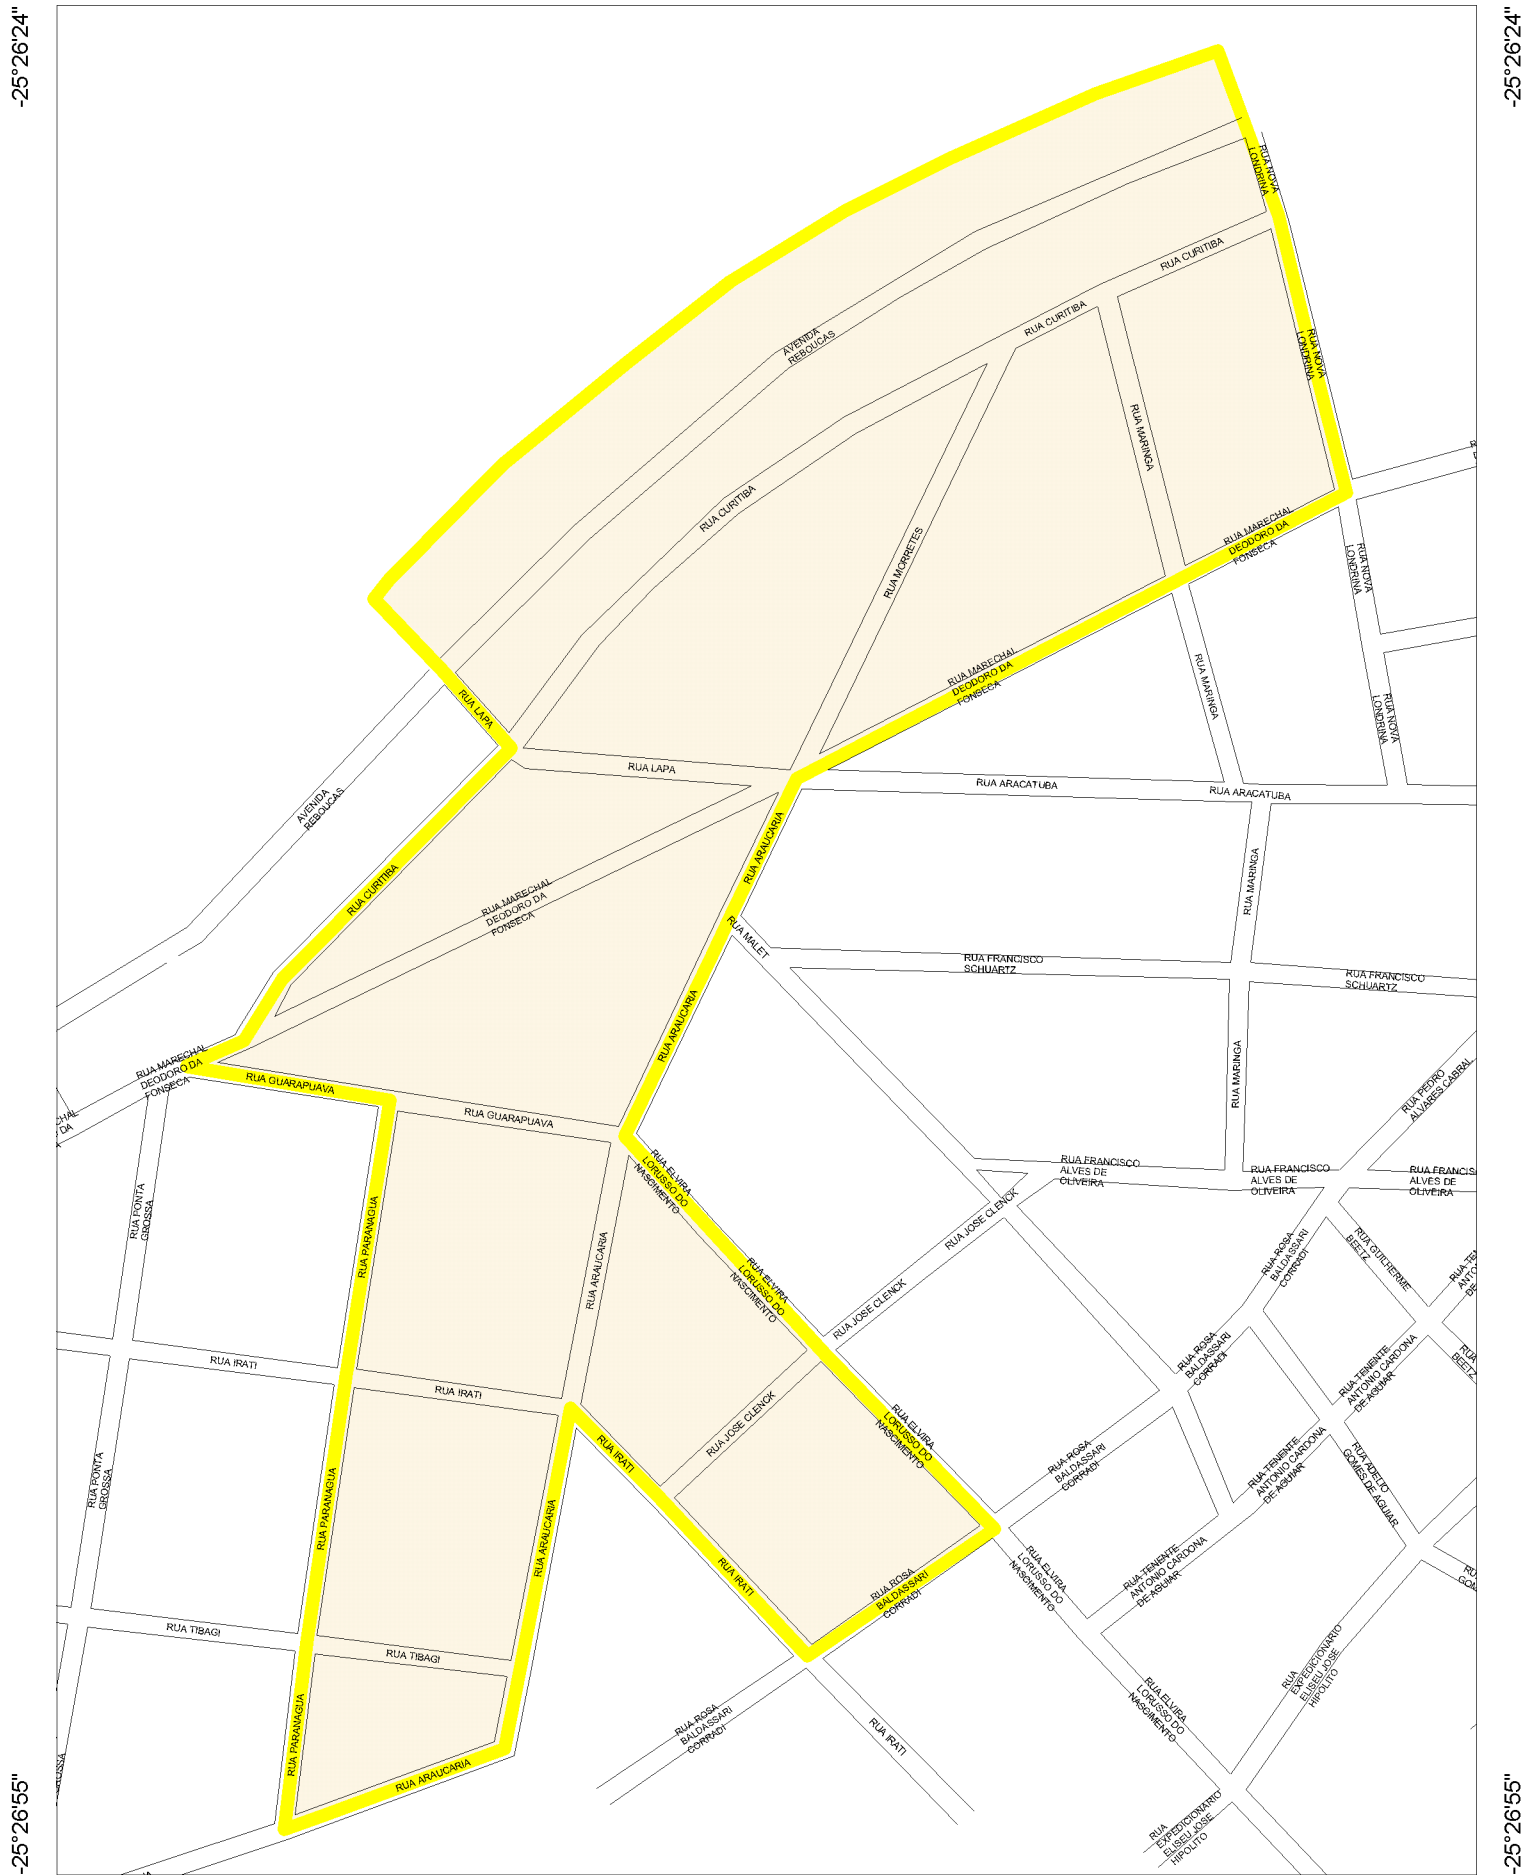 -25°26'24"
-25°26'24"
RUA NOVA
LONDRINA
RUA CURITIBA
RUA CURITIBA
AVENIDA
REBOUCAS
RUA NOVA
LONDRINA
RUA MARINGA
RUA CURITIBA
RUA MORRETES
RUA MARECHAL
DEODORO DA
FONSECA
RUA NOVA
LONDRINA
RUA MARECHAL
DEODORO DA
FONSECA
RUA MARINGA
RUA LAPA
RUA NOVA
LONDRINA
RUA LAPA
RUA ARACATUBA
RUA ARACATUBA
AVENIDA
REBOUCAS
RUA ARAUCARIA
RUA CURITIBA
RUA MARECHAL
DEODORO DA
FONSECA
RUA MARINGA
RUA MALET
RUA FRANCISCO
SCHUARTZ
RUA FRANCISCO
SCHUARTZ
RUA ARAUCARIA
RUA MARECHAL
DEODORO DA
FONSECA
RUA GUARAPUAVA
RUA MARINGA
RUA PEDRO
ALVARES CABRAL
CHAL
DA
RUA GUARAPUAVA
RUA ELVIRA
LORUSSO DO
NASCIMENTO
RUA FRANCISCO
ALVES DE
OLIVEIRA
RUA FRANCISCO
ALVES DE
OLIVEIRA
RUA FRANCIS
ALVES DE
OLIVEIRA
RUA PONTA
GROSSA
RUA PARANAGUA
RUA JOSE CLENCK
RUA ROSA
BALDASSARI
CORRADI
RUA GUILHERME
BEETZ
RUA TEN
ANTO
DE
RUA ARAUCARIA
RUA ELVIRA
LORUSSO DO
NASCIMENTO
RUA JOSE CLENCK
RUA IRATI
RUA IRATI
RUA ROSA
BALDASSARI
CORRADI
RUA TENENTE
ANTONIO CARDONA
DE AGUIAR
RUA
BEETZ
RUA JOSE CLENCK
RUA ELVIRA
LORUSSO DO
NASCIMENTO
RUA IRATI
RUA PONTA
GROSSA
RUA PARANAGUA
RUA ROSA
BALDASSARI
CORRADI
RUA TENENTE
ANTONIO CARDONA
DE AGUIAR
RUA ADELIO
GOMES DE AGUIAR
RUA ARAUCARIA
RUA IRATI
RUA ROSA
BALDASSARI
CORRADI
RUA ELVIRA
LORUSSO DO
NASCIMENTO
RUA TENENTE
ANTONIO CARDONA
DE AGUIAR
RU
GOM
RUA TIBAGI
RUA TIBAGI
RUA
EXPEDICIONARIO
ELISEU JOSE
HIPOLITO
RUA PARANAGUA
RUA ROSA
BALDASSARI
CORRADI
RUA IRATI
RUA ELVIRA
LORUSSO DO
NASCIMENTO
RUA ARAUCARIA
ROSSA
RUA
EXPEDICIONARIO
ELISEU JOSE
HIPOLITO
-25°26'55"
-25°26'55"